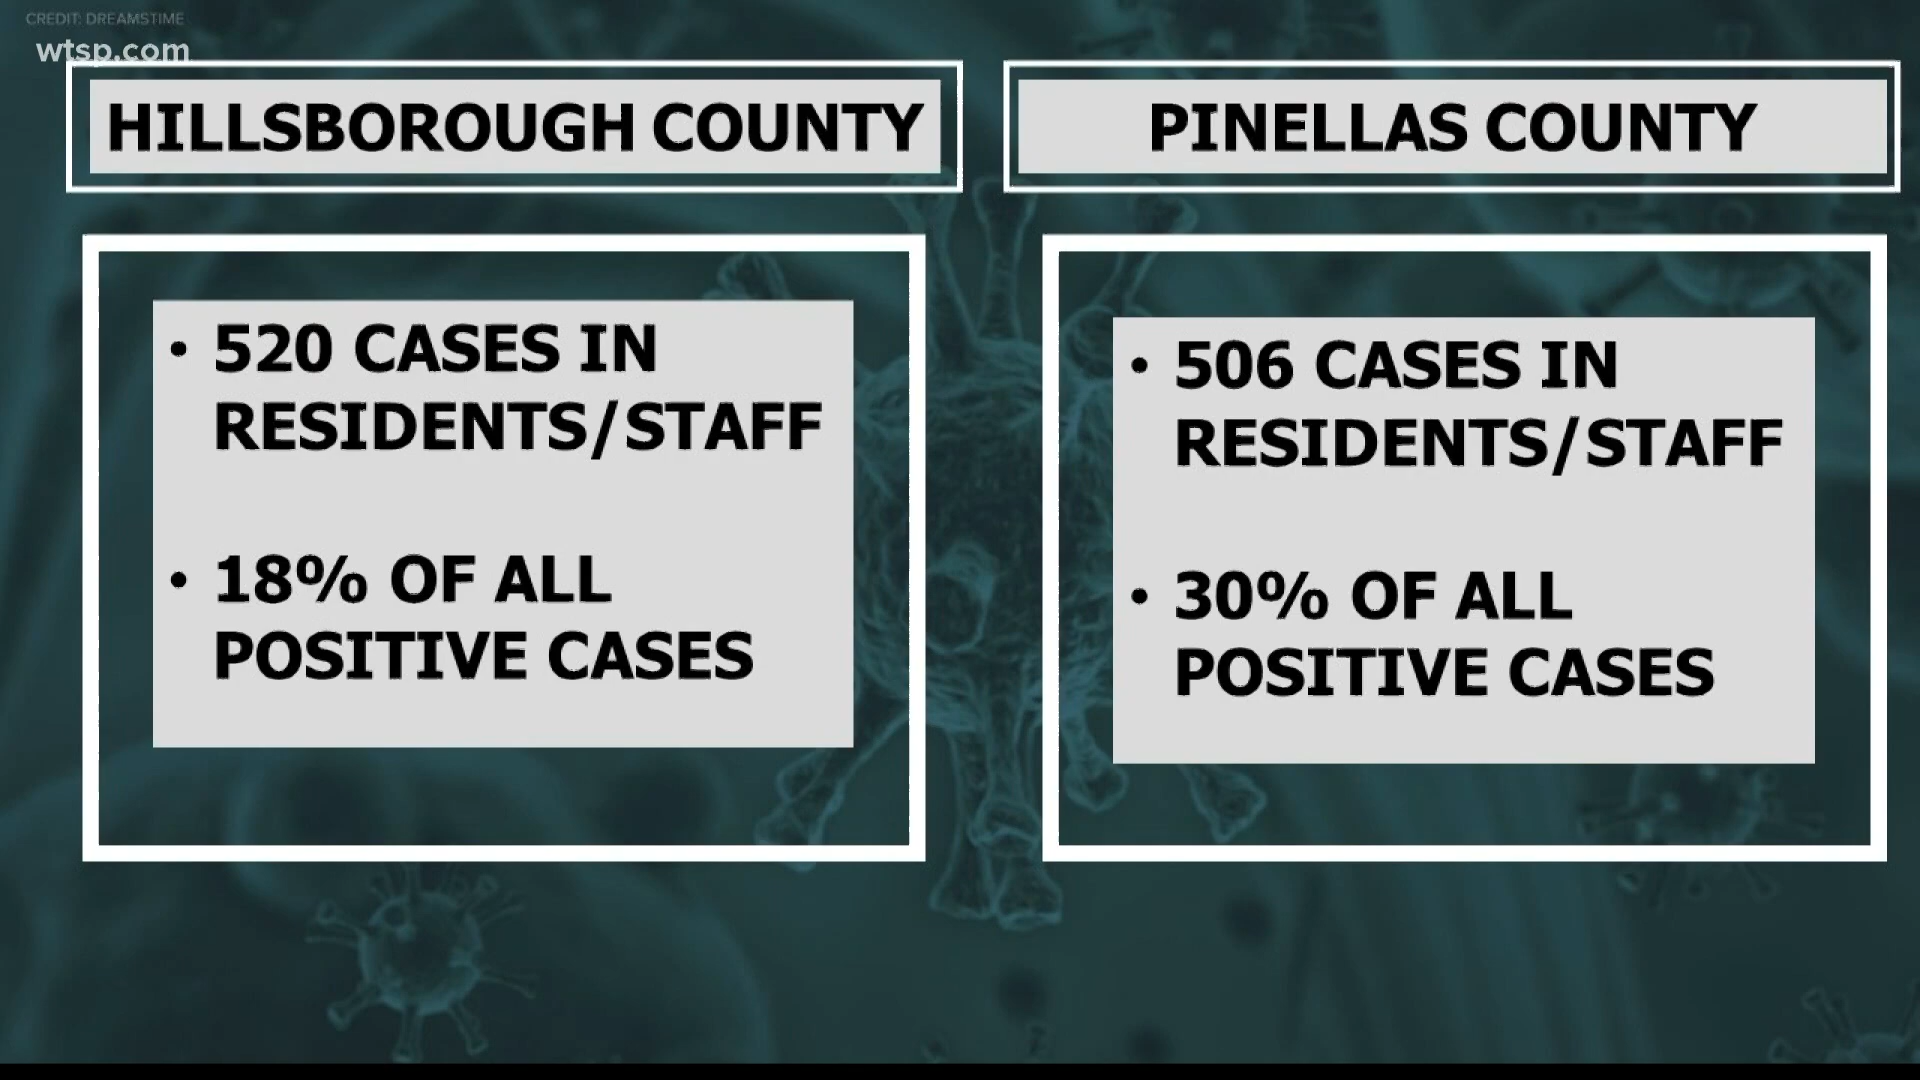 CREDIT: DREAMSTIME
wtsp.com
HILLSBOROUGH COUNTY
• 520 CASES IN
RESIDENTS/STAFF
• 18% OF ALL
POSITIVE CASES
PINELLAS COUNTY
• 506 CASES IN
RESIDENTS/STAFF
• 30% OF ALL
POSITIVE CASES